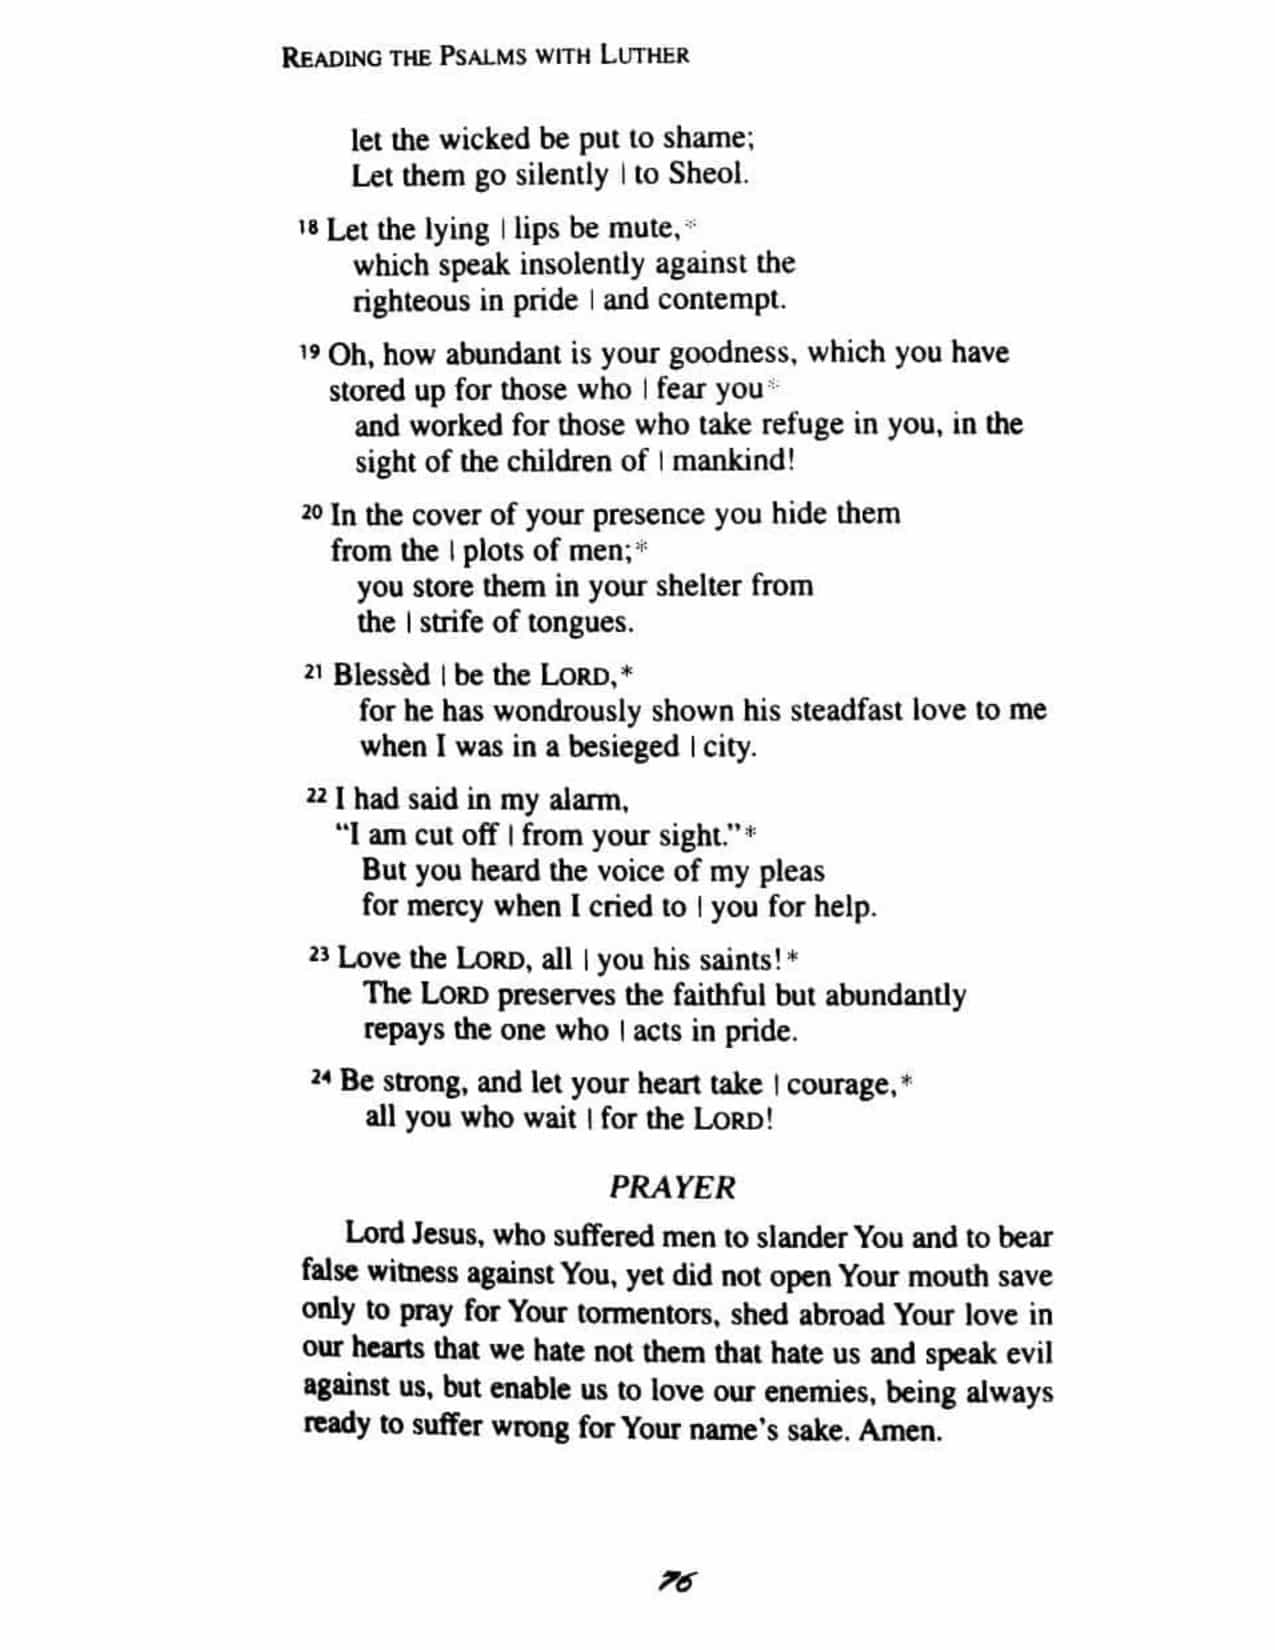 READING THE PSALMS WITH LUTHER
let the wicked be put to shame;
Let them go silently | to Sheol.
18 Let the lying | lips be mute,*
which speak insolently against the
righteous in pride | and contempt.
19 Oh, how abundant is your goodness, which you have
stored up for those who | fear you*
and worked for those who take refuge in you, in the
sight of the children of | mankind!
20 In the cover of your presence you hide them
from the | plots of men;*
you store them in your shelter from
the | strife of tongues.
21 Blessèd | be the LORD,*
for he has wondrously shown his steadfast love to me
when I was in a besieged | city.
22 I had said in my alarm,
“I am cut off | from your sight.”*
But you heard the voice of my pleas
for mercy when I cried to | you for help.
23 Love the LORD, all | you his saints!*
The LORD preserves the faithful but abundantly
repays the one who | acts in pride.
24 Be strong, and let your heart take | courage,*
all you who wait | for the LORD!
PRAYER
Lord Jesus, who suffered men to slander You and to bear
false witness against You, yet did not open Your mouth save
only to pray for Your tormentors, shed abroad Your love in
our hearts that we hate not them that hate us and speak evil
against us, but enable us to love our enemies, being always
ready to suffer wrong for Your name’s sake. Amen.
76